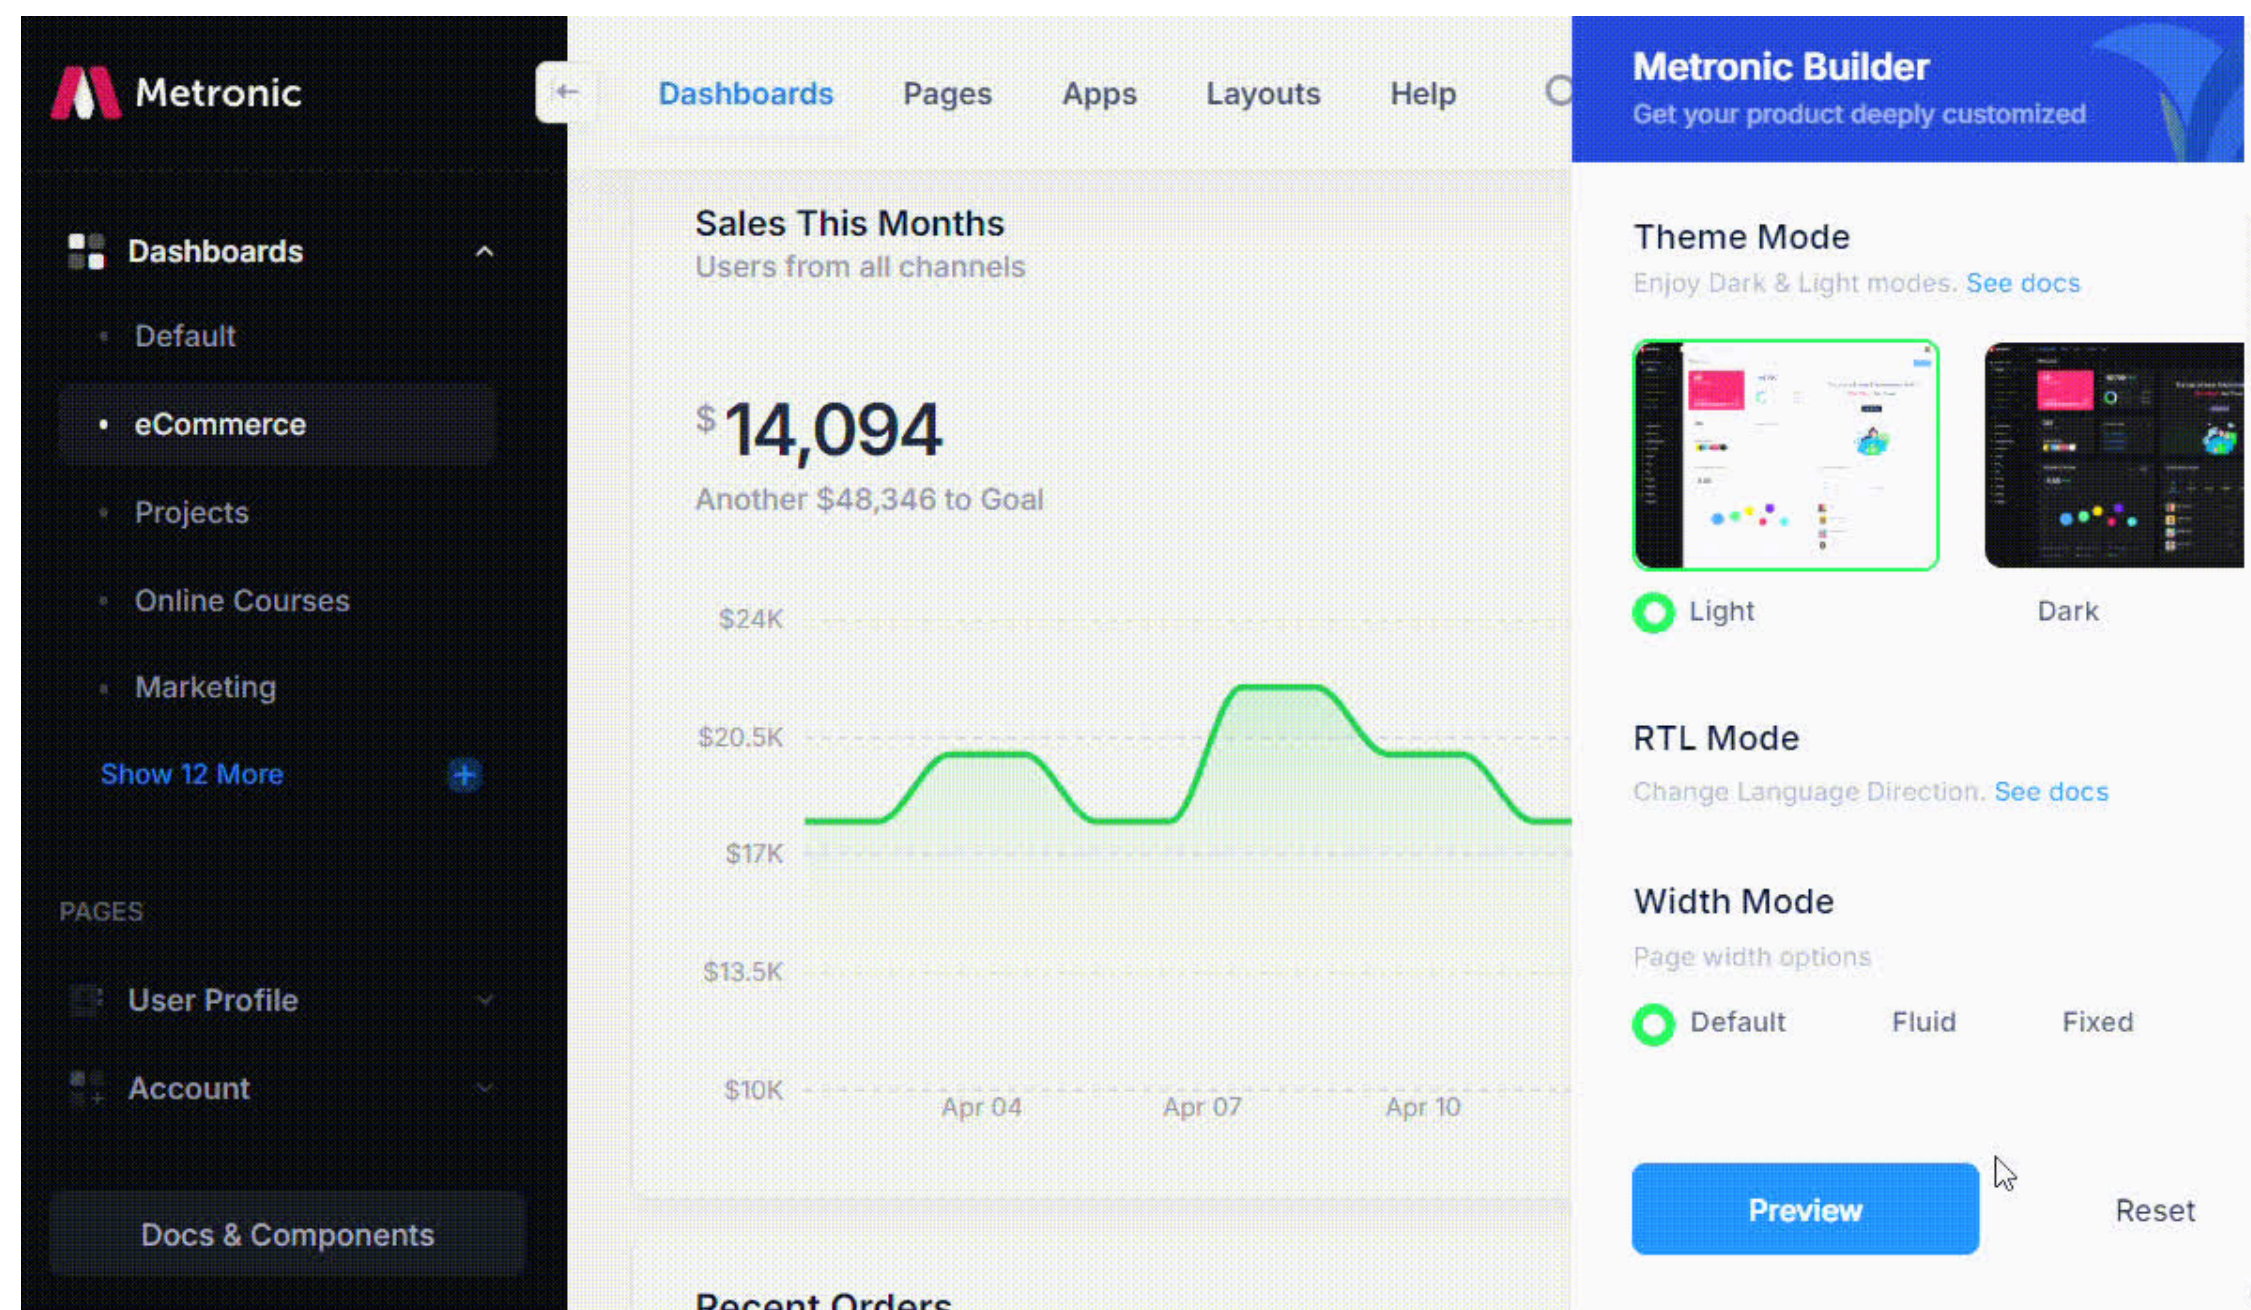 Metronic
Dashboards
Default
eCommerce
Projects
Online Courses
Marketing
Show 12 More
PAGES
User Profile
Account
Docs & Components
Dashboards Pages Apps Layouts Help
Sales This Months
Users from all channels
$14,094
Another $48,346 to Goal
$24K
$20.5K
$17K
$13.5K
$10K
Apr 04 Apr 07 Apr 10
Recent Orders
Metronic Builder
Get your product deeply customized
Theme Mode
Enjoy Dark & Light modes. See docs
Light Dark
RTL Mode
Change Language Direction. See docs
Width Mode
Page width options
Default Fluid Fixed
Preview Reset